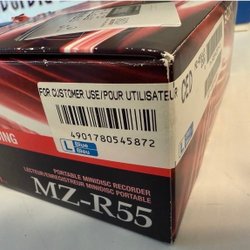 FOR CUSTOMER USE/POUR UTILISATEUR
4901780545872
L Blue
Bleu
PORTABLE MINIDISC RECORDER
LECTEUR/ENREGISTREUR MINIDISC PORTABLE
MZ-R55